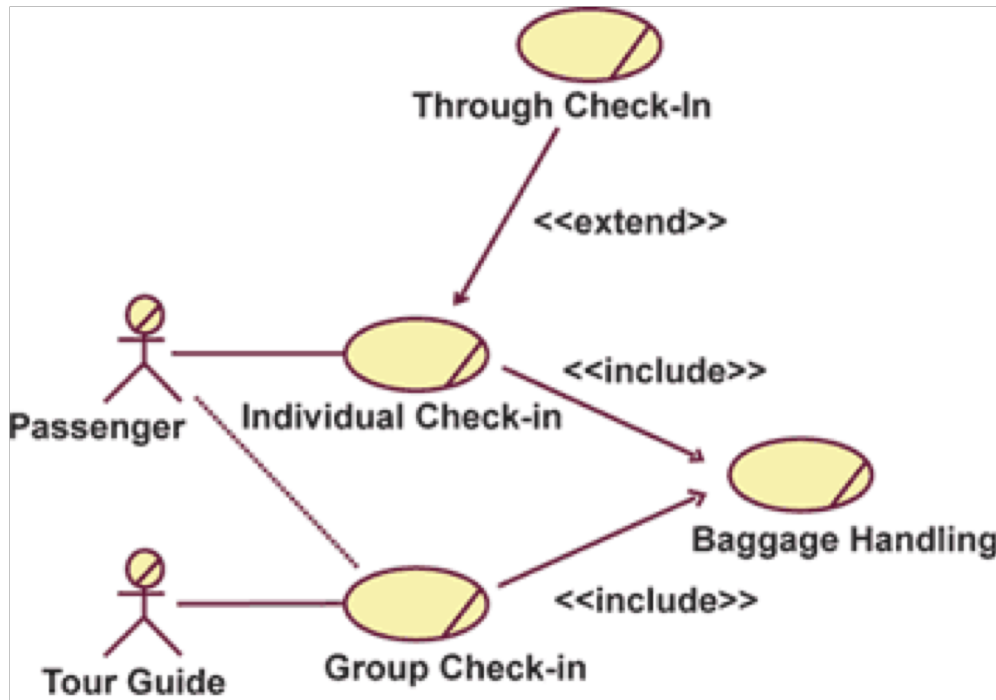 Through Check-In
<<extend>>
<<include>>
Individual Check-in
Passenger
Baggage Handling
<<include>>
Group Check-in
Tour Guide